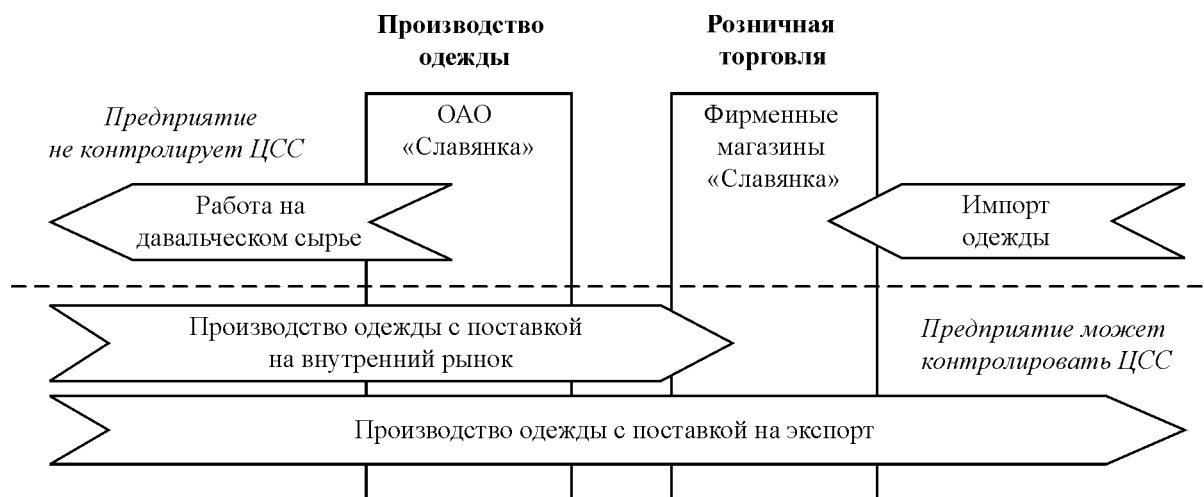 Производство
одежды
Розничная
торговля
Предприятие
не контролирует ЦСС
ОАО
«Славянка»
Фирменные
магазины
«Славянка»
Работа на
давальческом сырье
Импорт
одежды
Производство одежды с поставкой
на внутренний рынок
Предприятие может
контролировать ЦСС
Производство одежды с поставкой на экспорт